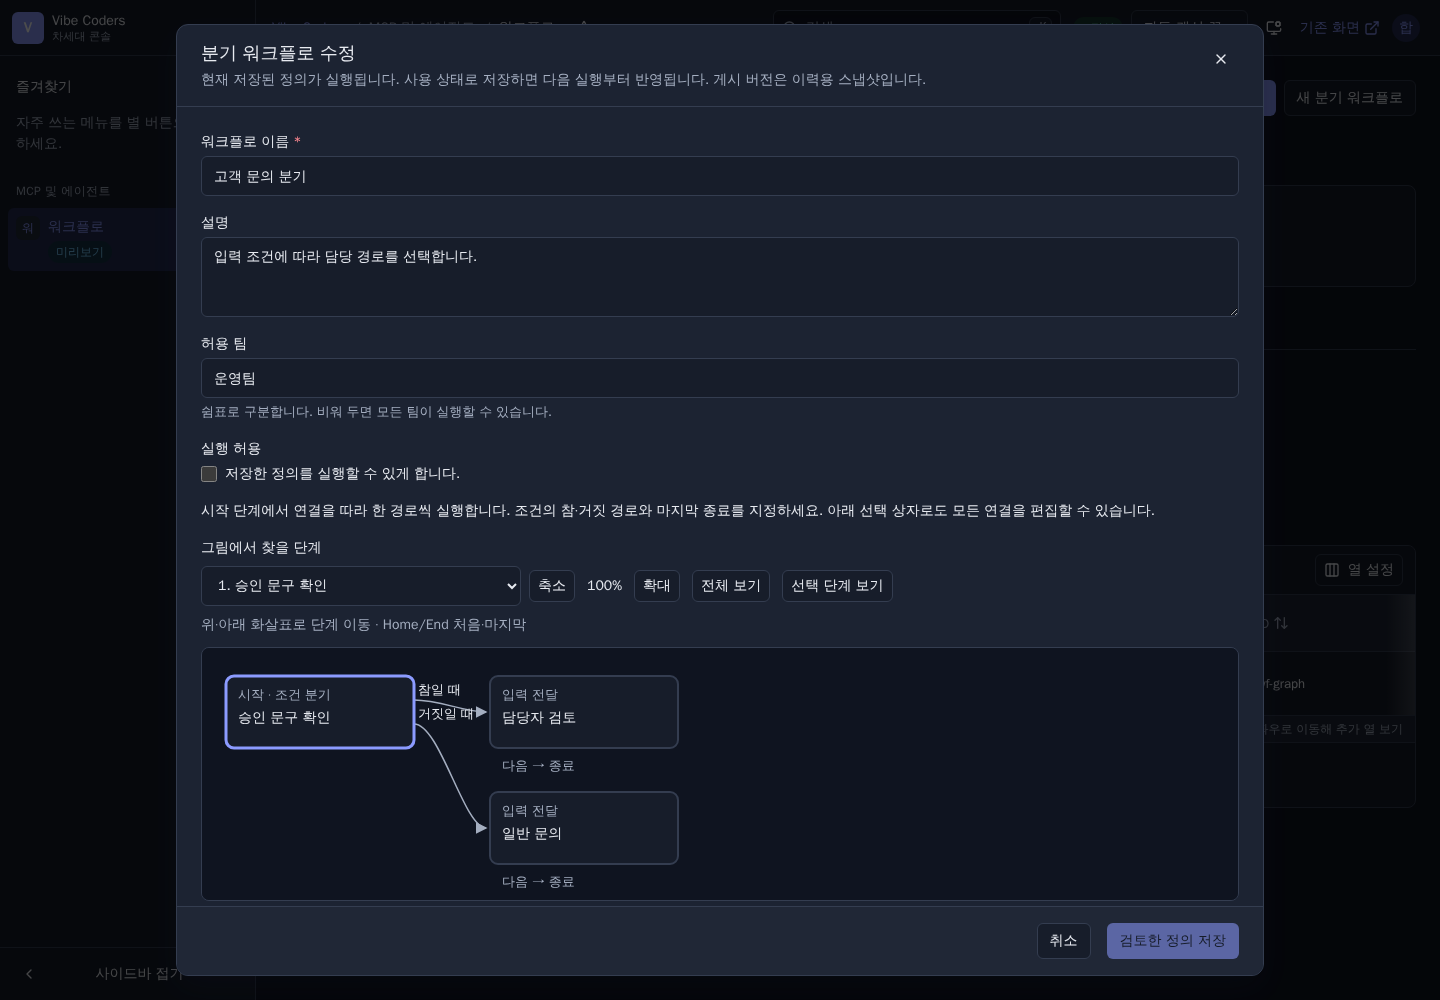 V
Vibe Coders
차세대 콘솔
기존 화면
합
즐겨찾기
자주 쓰는 메뉴를 별 버튼
하세요.
MCP 및 에이전트
워
워크플로
미리보기
사이드바 접기
새 분기 워크플로
열 설정
vf-graph
이동해 추가 열 보기
분기 워크플로 수정
현재 저장된 정의가 실행됩니다. 사용 상태로 저장하면 다음 실행부터 반영됩니다. 게시 버전은 이력용 스냅샷입니다.
워크플로 이름 *
고객 문의 분기
설명
입력 조건에 따라 담당 경로를 선택합니다.
허용 팀
운영팀
쉼표로 구분합니다. 비워 두면 모든 팀이 실행할 수 있습니다.
실행 허용
저장한 정의를 실행할 수 있게 합니다.
시작 단계에서 연결을 따라 한 경로씩 실행합니다. 조건의 참·거짓 경로와 마지막 종료를 지정하세요. 아래 선택 상자로도 모든 연결을 편집할 수 있습니다.
그림에서 찾을 단계
1. 승인 문구 확인
축소
100%
확대
전체 보기
선택 단계 보기
위·아래 화살표로 단계 이동 · Home/End 처음·마지막
시작 · 조건 분기
승인 문구 확인
참일 때
거짓일 때
입력 전달
담당자 검토
다음 → 종료
입력 전달
일반 문의
다음 → 종료
취소
검토한 정의 저장